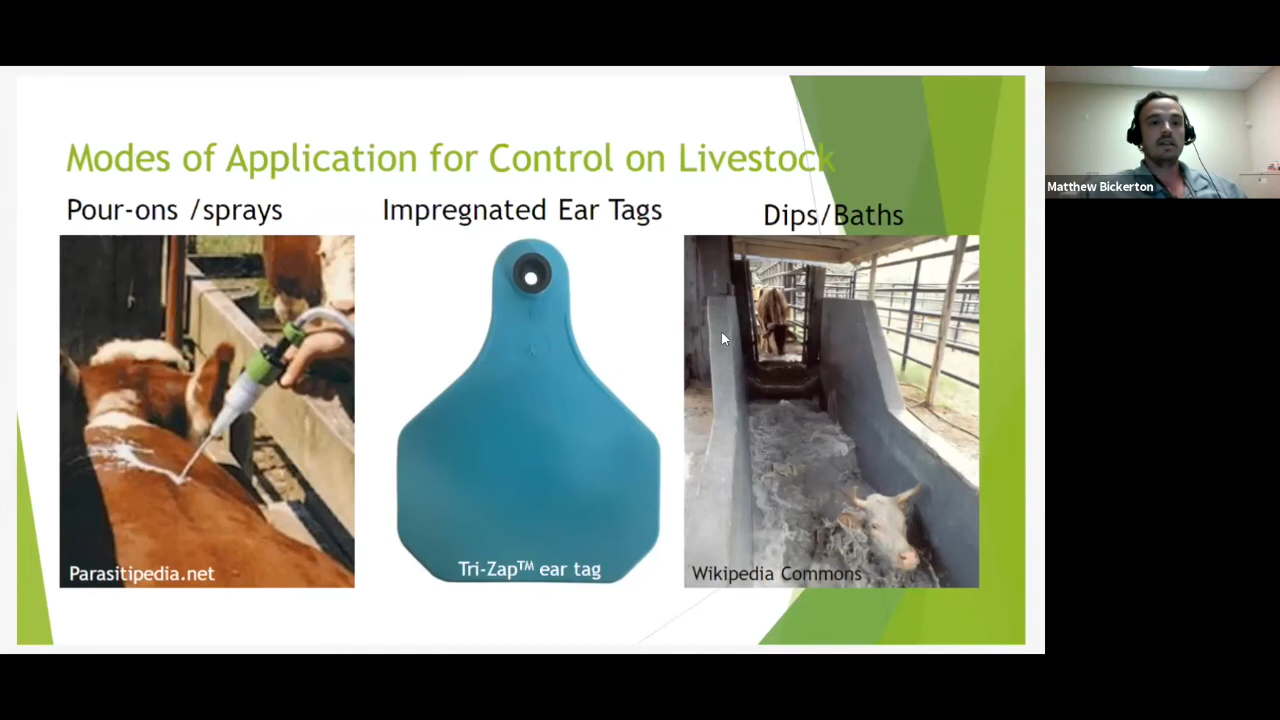 Modes of Application for Control on Livestock
Pour-ons /sprays
Impregnated Ear Tags
Dips/Baths
Parasitipedia.net
Tri-Zap™ ear tag
Wikipedia Commons
Matthew Bickerton